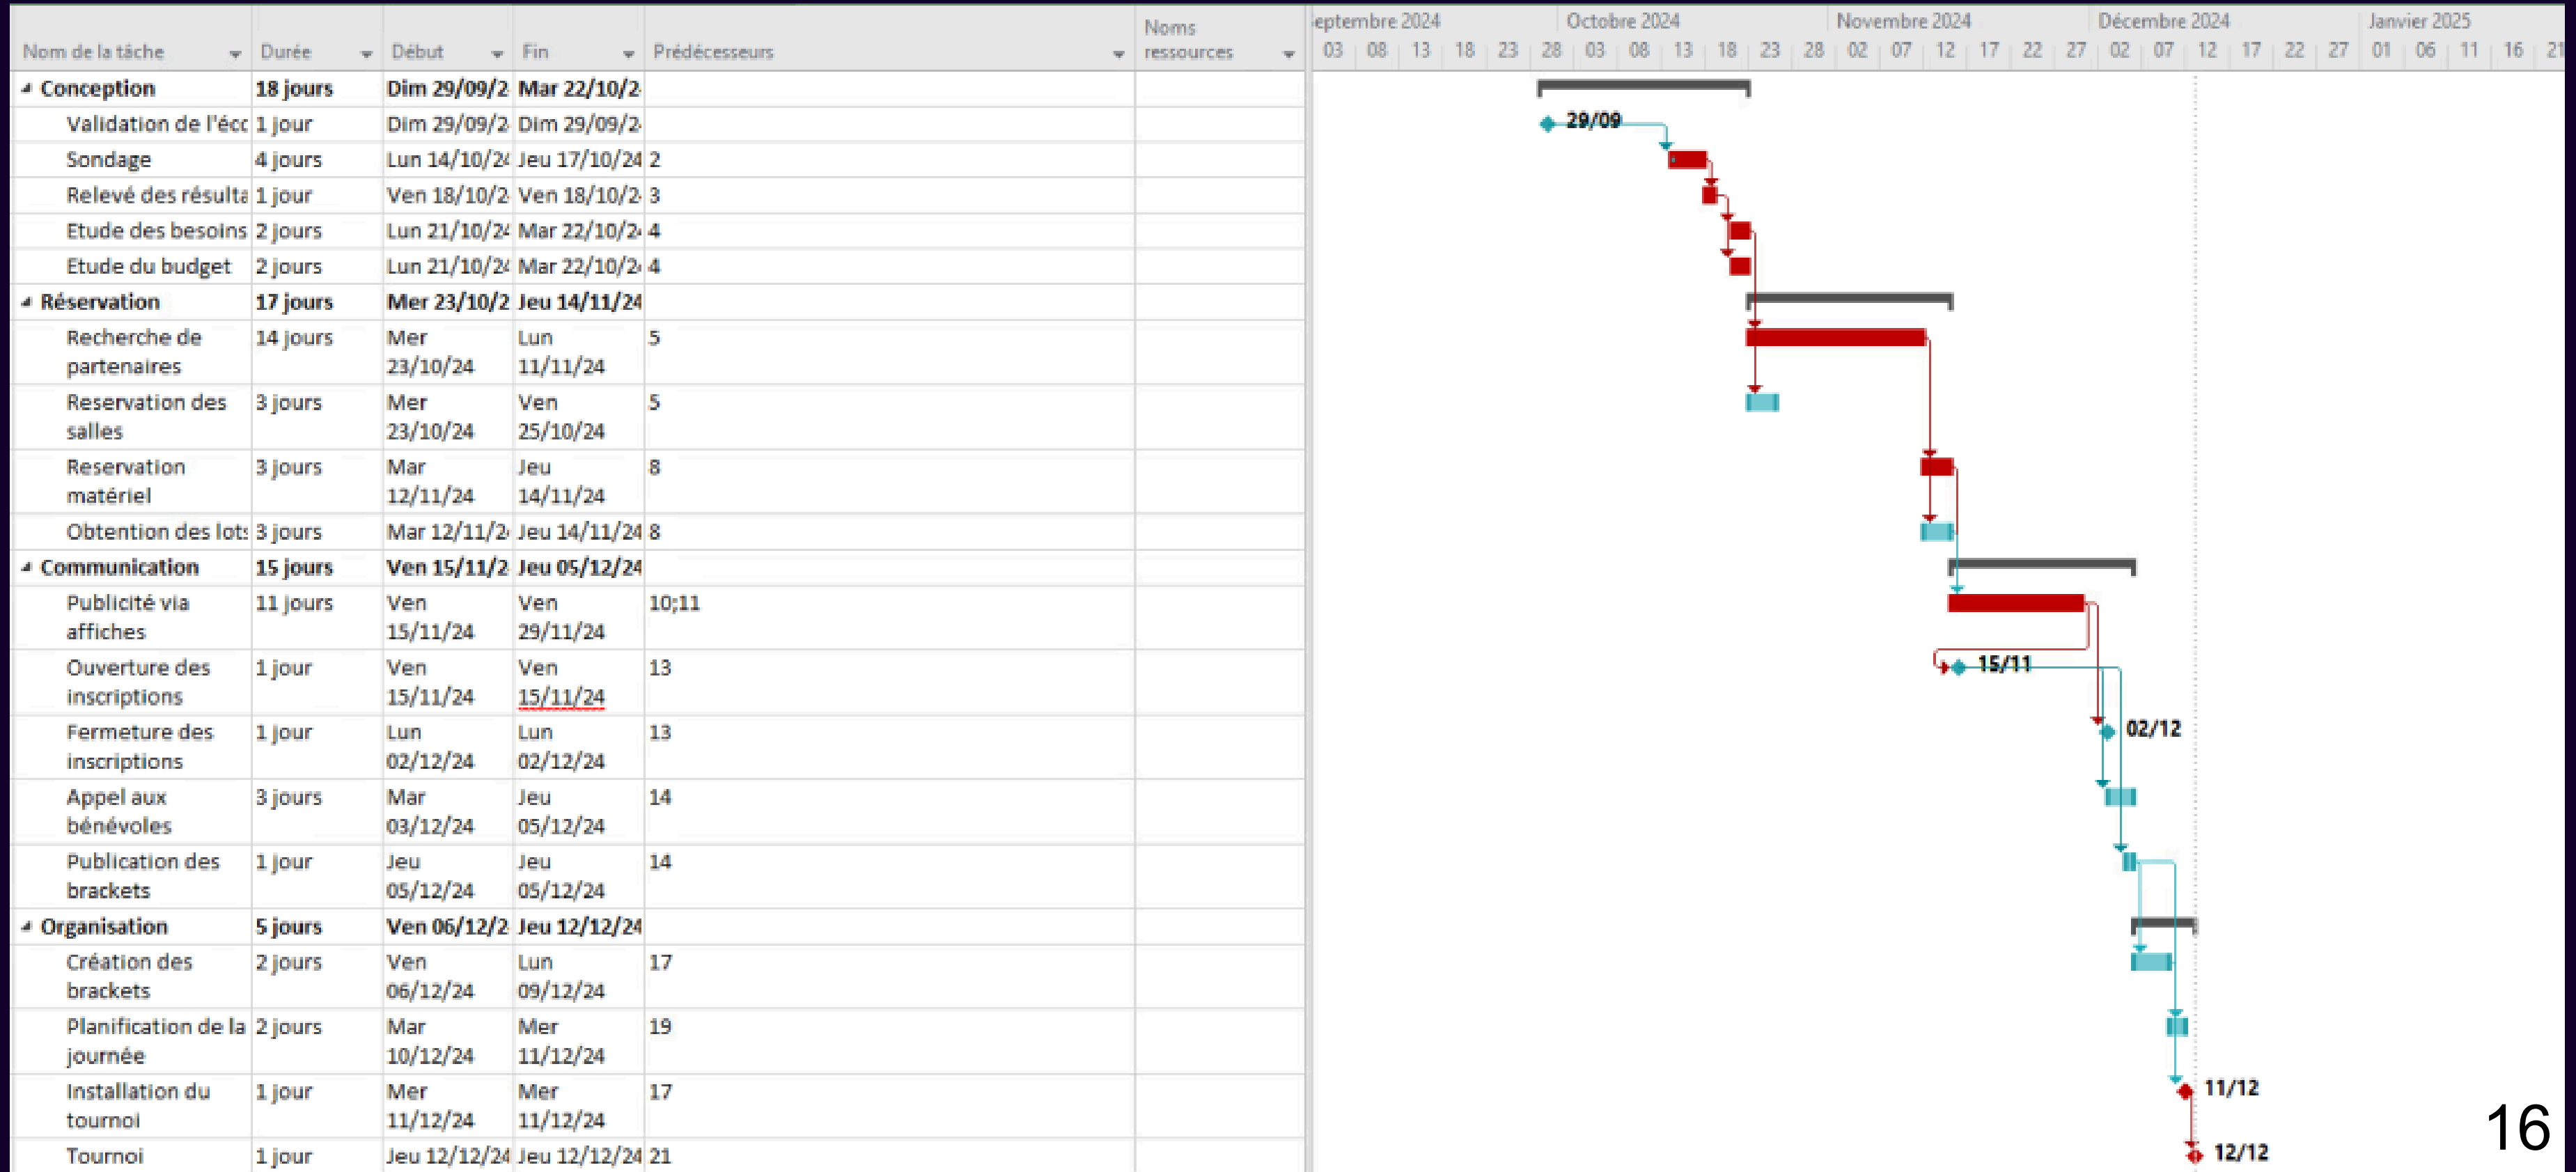 Nom de la tâche Durée Début Fin Prédécesseurs Noms ressources
eptembre 2024 Octobre 2024 Novembre 2024 Décembre 2024 Janvier 2025
03 08 13 18 23 28 03 08 13 18 23 28 02 07 12 17 22 27 02 07 12 17 22 27 01 06 11 16 21
Conception 18 jours Dim 29/09/2 Mar 22/10/2
Validation de l'éco 1 jour Dim 29/09/2 Dim 29/09/2 29/09
Sondage 4 jours Lun 14/10/24 Jeu 17/10/24 2
Relevé des résulta 1 jour Ven 18/10/2 Ven 18/10/2 3
Etude des besoins 2 jours Lun 21/10/24 Mar 22/10/2 4
Etude du budget 2 jours Lun 21/10/24 Mar 22/10/2 4
Réservation 17 jours Mer 23/10/2 Jeu 14/11/24
Recherche de 14 jours Mer Lun 5
partenaires 23/10/24 11/11/24
Reservation des 3 jours Mer Ven 5
salles 23/10/24 25/10/24
Reservation 3 jours Mar Jeu 8
matériel 12/11/24 14/11/24
Obtention des lots 3 jours Mar 12/11/2 Jeu 14/11/24 8
Communication 15 jours Ven 15/11/2 Jeu 05/12/24
Publicité via 11 jours Ven Ven 10;11
affiches 15/11/24 29/11/24
Ouverture des 1 jour Ven Ven 13 15/11
inscriptions 15/11/24 15/11/24
Fermeture des 1 jour Lun Lun 13 02/12
inscriptions 02/12/24 02/12/24
Appel aux 3 jours Mar Jeu 14
bénévoles 03/12/24 05/12/24
Publication des 1 jour Jeu Jeu 14
brackets 05/12/24 05/12/24
Organisation 5 jours Ven 06/12/2 Jeu 12/12/24
Création des 2 jours Ven Lun 17
brackets 06/12/24 09/12/24
Planification de la 2 jours Mar Mer 19
journée 10/12/24 11/12/24
Installation du 1 jour Mer Mer 17 11/12
tournoi 11/12/24 11/12/24
Tournoi 1 jour Jeu 12/12/24 Jeu 12/12/24 21 12/12
16